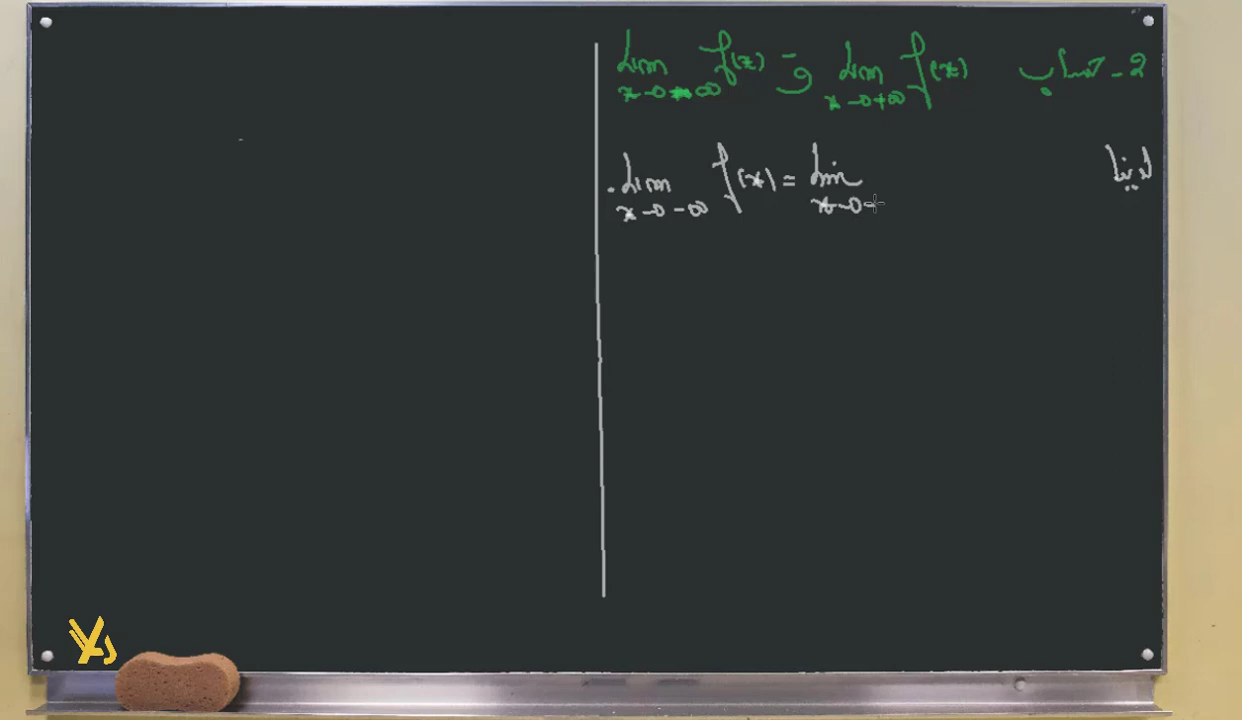 2 - حساب lim x→+∞ f(x) و lim x→-∞ f(x)
لدينا
. lim x→-∞ f(x) = lim x→-